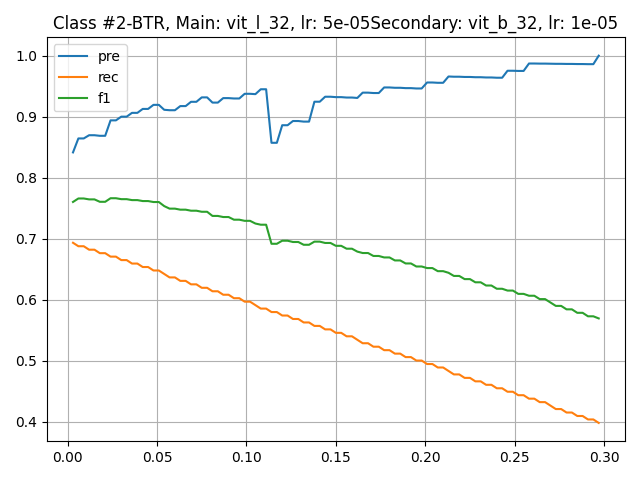 Class #2-BTR, Main: vit_l_32, lr: 5e-05Secondary: vit_b_32, lr: 1e-05
pre
rec
f1
1.0
0.9
0.8
0.7
0.6
0.5
0.4
0.00 0.05 0.10 0.15 0.20 0.25 0.30